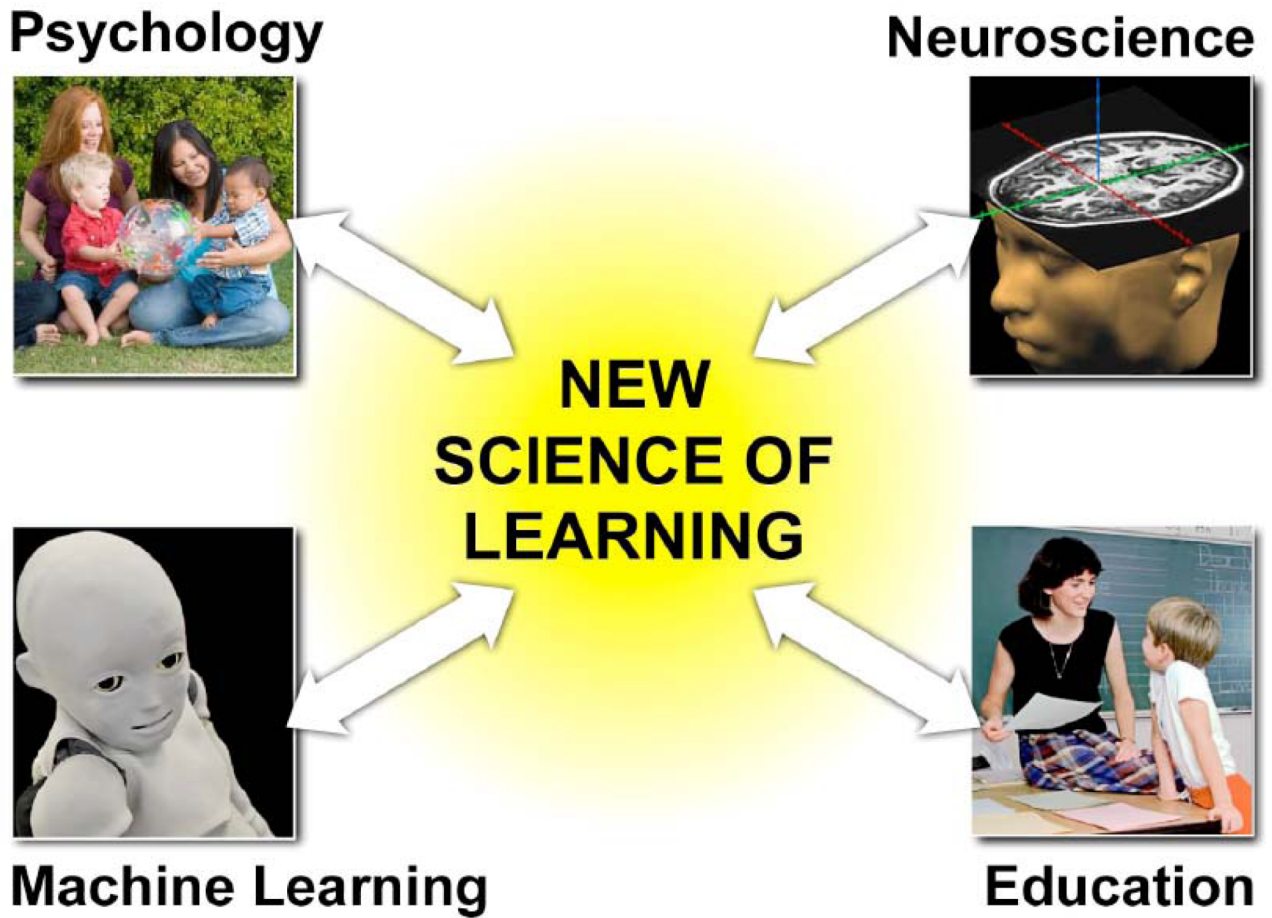 Psychology
Neuroscience
NEW
SCIENCE OF
LEARNING
Machine Learning
Education